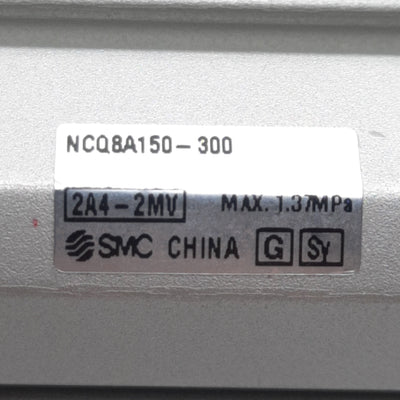 NCQ8A150-300
2A4-2MV MAX. 1.37MPa
SMC CHINA G Sy